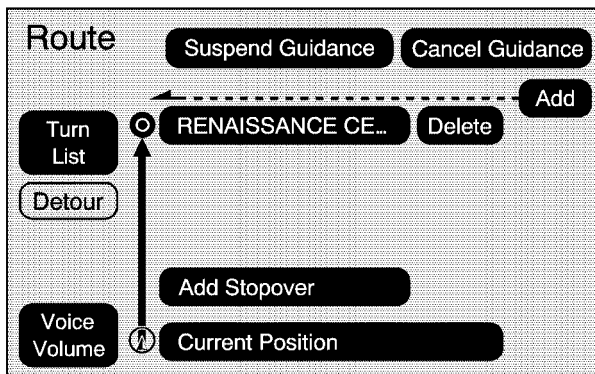 Route
Suspend Guidance
Cancel Guidance
Add
Turn
List
RENAISSANCE CE...
Delete
Detour
Add Stopover
Voice
Volume
Current Position